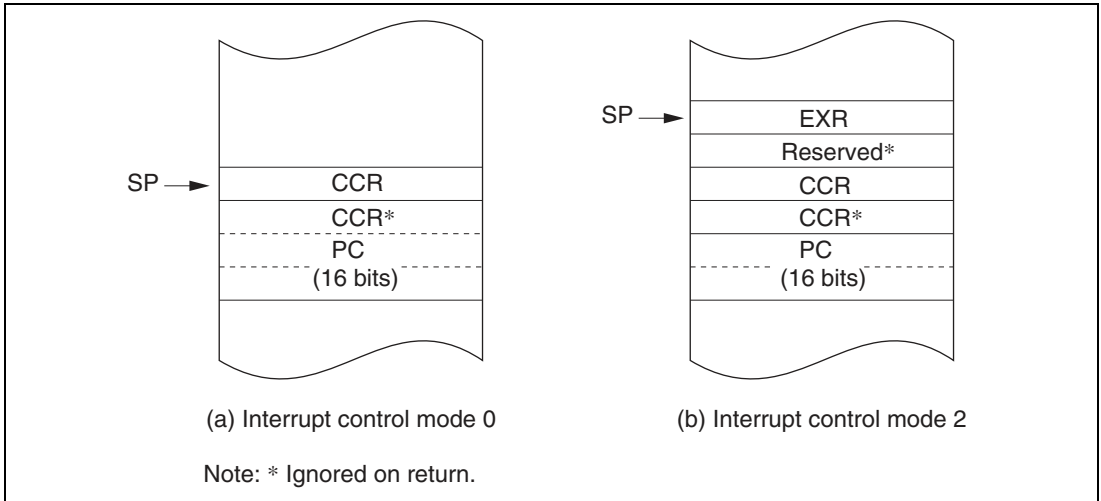 SP
CCR
CCR*
PC
(16 bits)
(a) Interrupt control mode 0
SP
EXR
Reserved*
CCR
CCR*
PC
(16 bits)
(b) Interrupt control mode 2
Note: * Ignored on return.